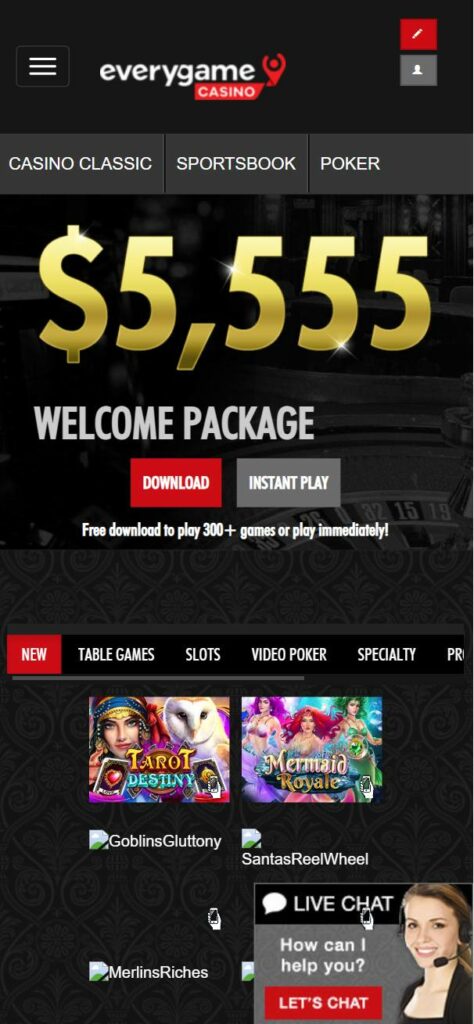 everygame
CASINO
CASINO CLASSIC
SPORTSBOOK
POKER
$5,555
WELCOME PACKAGE
DOWNLOAD
INSTANT PLAY
Free download to play 300+ games or play immediately!
NEW
TABLE GAMES
SLOTS
VIDEO POKER
SPECIALTY
TAROT
DESTINY
Mermaid
Royale
GoblinsGluttony
SantasReelWheel
MerlinsRiches
LIVE CHAT
How can I
help you?
LET'S CHAT